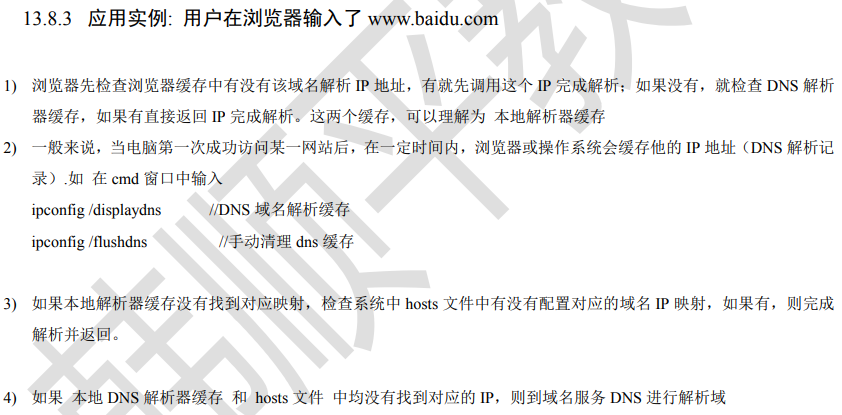 13.8.3 应用实例: 用户在浏览器输入了 www.baidu.com
1) 浏览器先检查浏览器缓存中有没有该域名解析 IP 地址，有就先调用这个 IP 完成解析；如果没有，就检查 DNS 解析
器缓存，如果有直接返回 IP 完成解析。这两个缓存，可以理解为 本地解析器缓存
2) 一般来说，当电脑第一次成功访问某一网站后，在一定时间内，浏览器或操作系统会缓存他的 IP 地址（DNS 解析记
录）.如 在 cmd 窗口中输入
ipconfig /displaydns //DNS 域名解析缓存
ipconfig /flushdns //手动清理 dns 缓存
3) 如果本地解析器缓存没有找到对应映射，检查系统中 hosts 文件中有没有配置对应的域名 IP 映射，如果有，则完成
解析并返回。
4) 如果 本地 DNS 解析器缓存 和 hosts 文件 中均没有找到对应的 IP，则到域名服务 DNS 进行解析域
韩顺平教